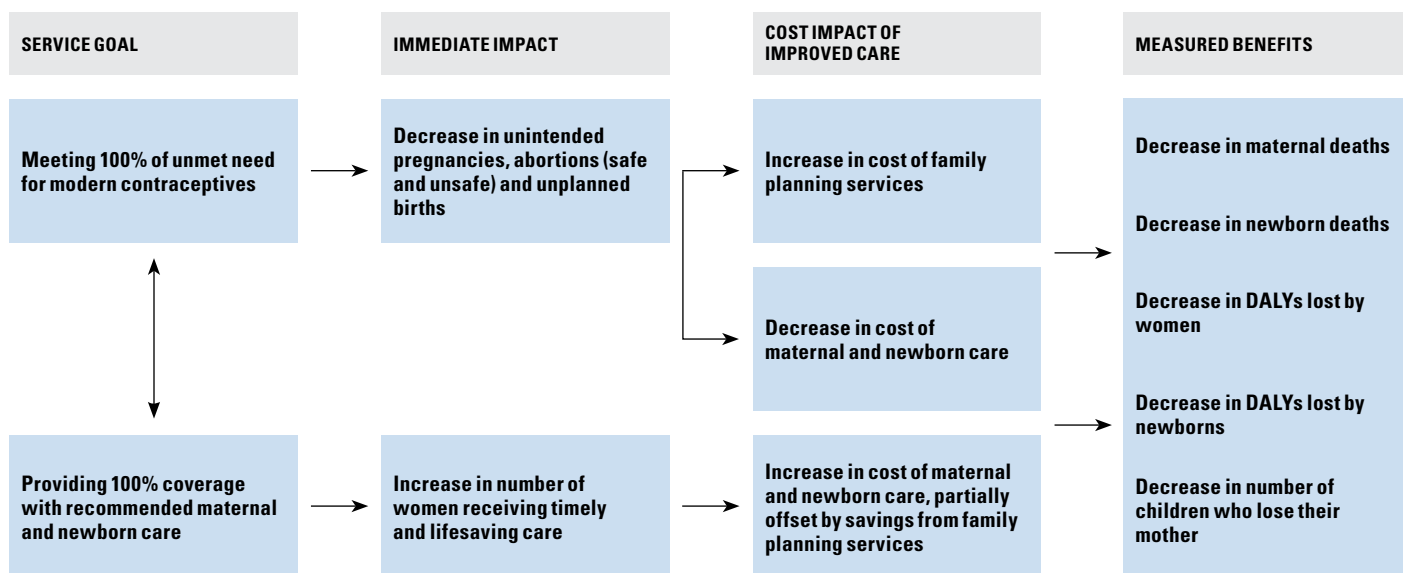 SERVICE GOAL
IMMEDIATE IMPACT
COST IMPACT OF
IMPROVED CARE
MEASURED BENEFITS
Meeting 100% of unmet need
for modern contraceptives
Decrease in unintended
pregnancies, abortions (safe
and unsafe) and unplanned
births
Increase in cost of family
planning services
Decrease in cost of
maternal and newborn care
Providing 100% coverage
with recommended maternal
and newborn care
Increase in number of
women receiving timely
and lifesaving care
Increase in cost of maternal
and newborn care, partially
offset by savings from family
planning services
Decrease in maternal deaths
Decrease in newborn deaths
Decrease in DALYs lost by
women
Decrease in DALYs lost by
newborns
Decrease in number of
children who lose their
mother